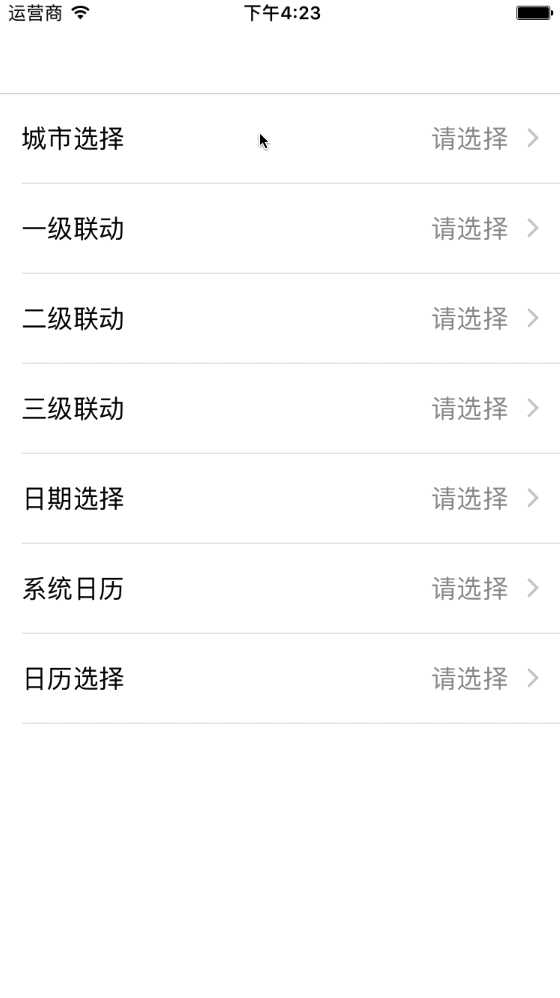 运营商 下午4:23
城市选择 请选择
一级联动 请选择
二级联动 请选择
三级联动 请选择
日期选择 请选择
系统日历 请选择
日历选择 请选择